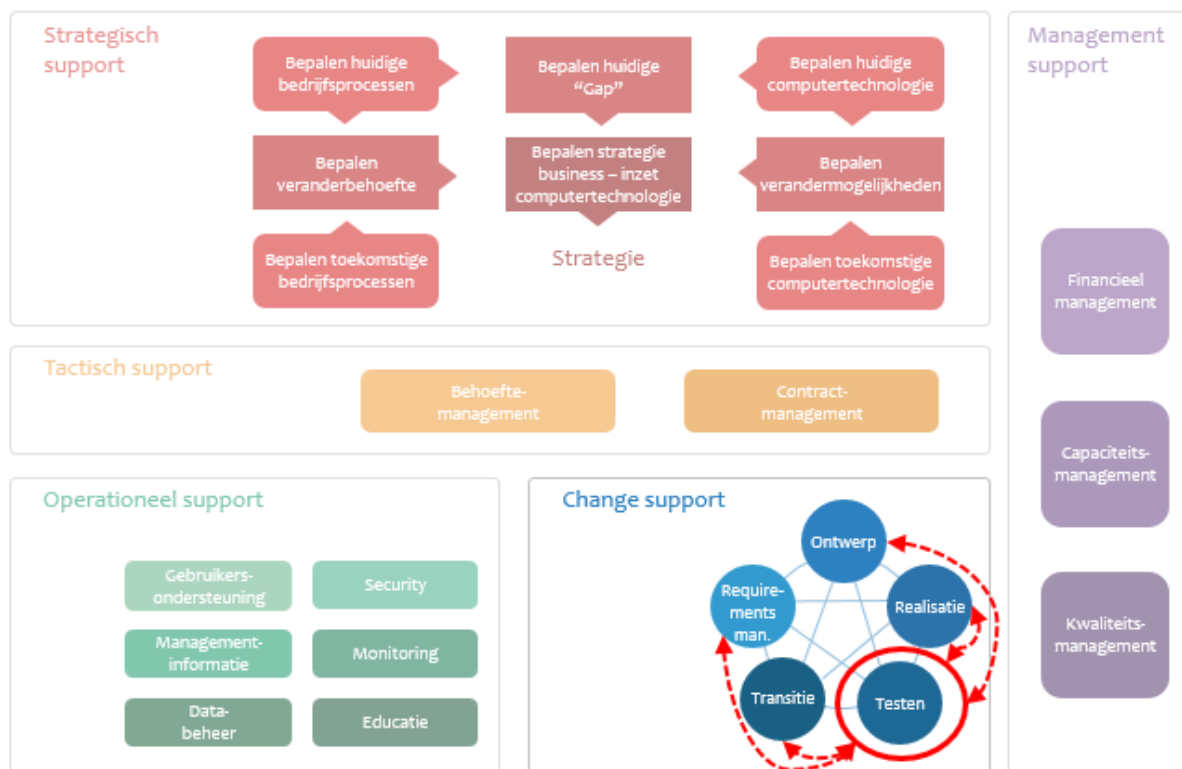 Strategisch
support
Bepalen huidige
bedrijfsprocessen
Bepalen huidige
“Gap”
Bepalen huidige
computertechnologie
Bepalen
veranderbehoefte
Bepalen strategie
business – inzet
computertechnologie
Bepalen
verandermogelijkheden
Bepalen toekomstige
bedrijfsprocessen
Strategie
Bepalen toekomstige
computertechnologie
Management
support
Financieel
management
Capaciteits-
management
Kwaliteits-
management
Tactisch support
Behoefte-
management
Contract-
management
Operationeel support
Gebruikers-
ondersteuning
Security
Management-
informatie
Monitoring
Data-
beheer
Educatie
Change support
Ontwerp
Require-
ments
man.
Realisatie
Transitie
Testen